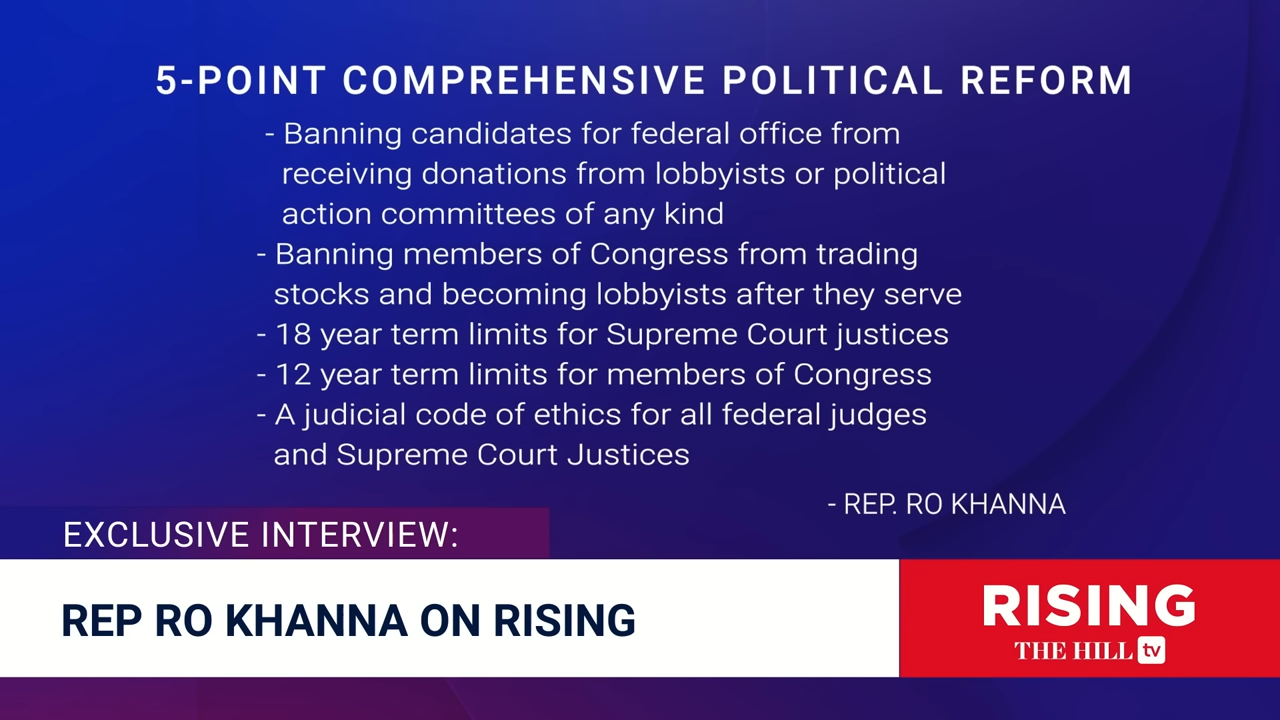 5-POINT COMPREHENSIVE POLITICAL REFORM
- Banning candidates for federal office from
receiving donations from lobbyists or political
action committees of any kind
- Banning members of Congress from trading
stocks and becoming lobbyists after they serve
- 18 year term limits for Supreme Court justices
- 12 year term limits for members of Congress
- A judicial code of ethics for all federal judges
and Supreme Court Justices
- REP. RO KHANNA
EXCLUSIVE INTERVIEW:
REP RO KHANNA ON RISING
RISING
THE HILL tv